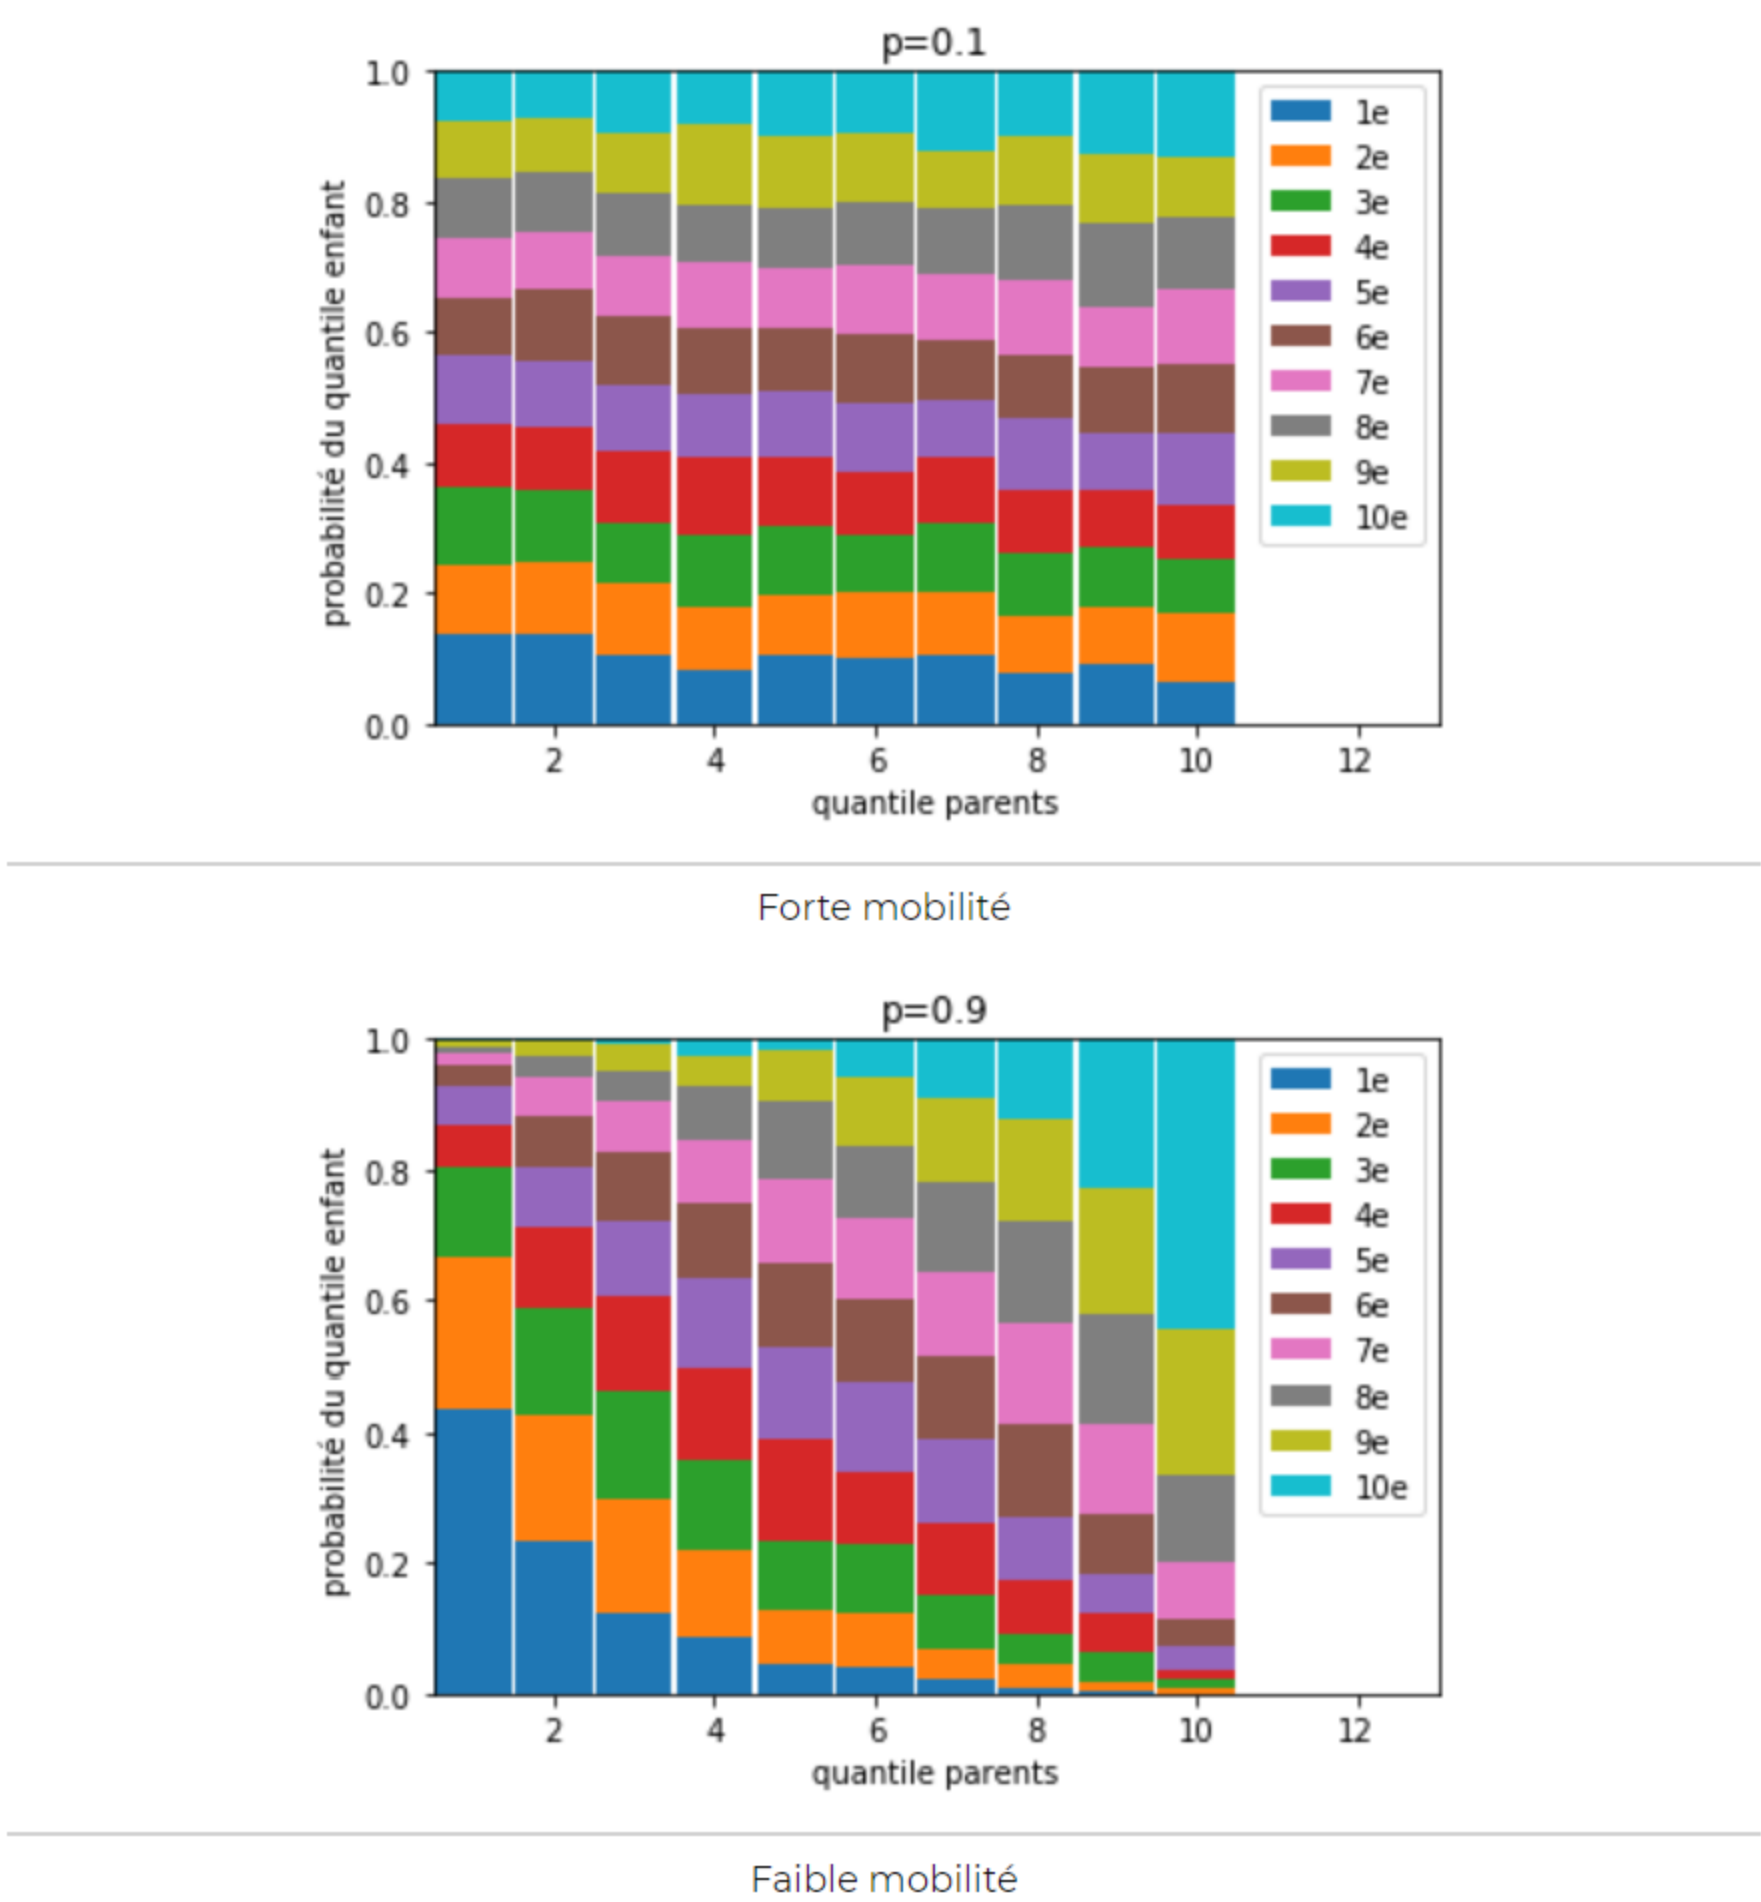 p=0.1
1.0
0.8
0.6
0.4
0.2
0.0
probabilité du quantile enfant
2 4 6 8 10 12
quantile parents
1e
2e
3e
4e
5e
6e
7e
8e
9e
10e
Forte mobilité
p=0.9
1.0
0.8
0.6
0.4
0.2
0.0
probabilité du quantile enfant
2 4 6 8 10 12
quantile parents
1e
2e
3e
4e
5e
6e
7e
8e
9e
10e
Faible mobilité